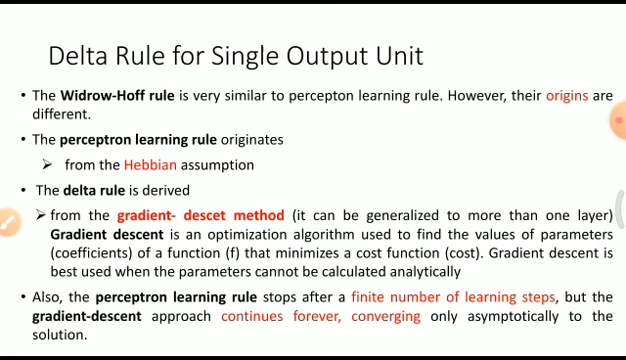 Delta Rule for Single Output Unit
• The Widrow-Hoff rule is very similar to percepton learning rule. However, their origins are
different.
• The perceptron learning rule originates
➢ from the Hebbian assumption
• The delta rule is derived
➢ from the gradient- descet method (it can be generalized to more than one layer)
Gradient descent is an optimization algorithm used to find the values of parameters
(coefficients) of a function (f) that minimizes a cost function (cost). Gradient descent is
best used when the parameters cannot be calculated analytically
• Also, the perceptron learning rule stops after a finite number of learning steps, but the
gradient-descent approach continues forever, converging only asymptotically to the
solution.